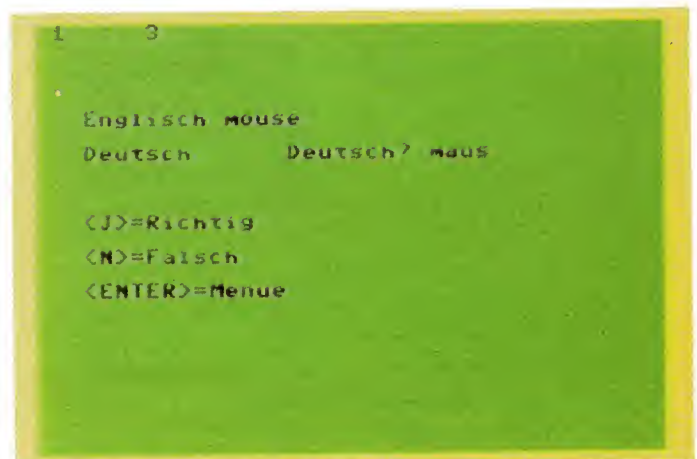 1 3
Englisch mouse
Deutsch Deutsch? maus
<J>=Richtig
<N>=Falsch
<ENTER>=Menue